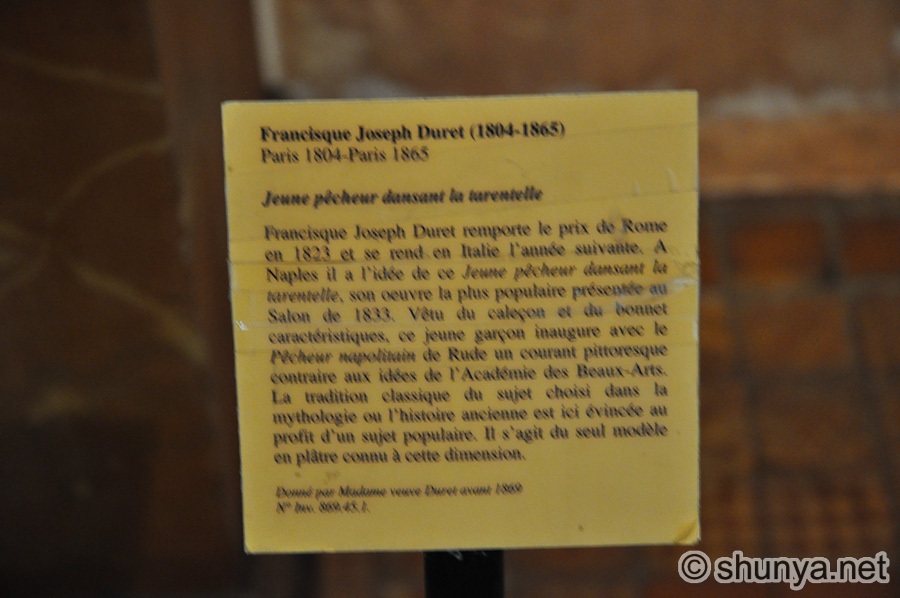 Francisque Joseph Duret (1804-1865)
Paris 1804-Paris 1865
Jeune pêcheur dansant la tarentelle
Francisque Joseph Duret remporte le prix de Rome
en 1823 et se rend en Italie l'année suivante. A
Naples il a l'idée de ce Jeune pêcheur dansant la
tarentelle, son oeuvre la plus populaire présentée au
Salon de 1833. Vêtu du caleçon et du bonnet
caractéristiques, ce jeune garçon inaugure avec le
Pêcheur napolitain de Rude un courant pittoresque
contraire aux idées de l'Académie des Beaux-Arts.
La tradition classique du sujet choisi dans la
mythologie ou l'histoire ancienne est ici évincée au
profit d'un sujet populaire. Il s'agit du seul modèle
en plâtre connu à cette dimension.
Donné par Madame veuve Duret avant 1869
N° Inv. 869.45.1.
©shunya.net